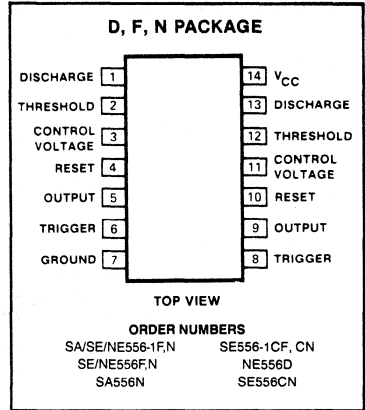 D, F, N PACKAGE
DISCHARGE 1
THRESHOLD 2
CONTROL
VOLTAGE 3
RESET 4
OUTPUT 5
TRIGGER 6
GROUND 7
14 VCC
13 DISCHARGE
12 THRESHOLD
11 CONTROL
VOLTAGE
10 RESET
9 OUTPUT
8 TRIGGER
TOP VIEW
ORDER NUMBERS
SA/SE/NE556-1F,N SE556-1CF, CN
SE/NE556F,N NE556D
SA556N SE556CN